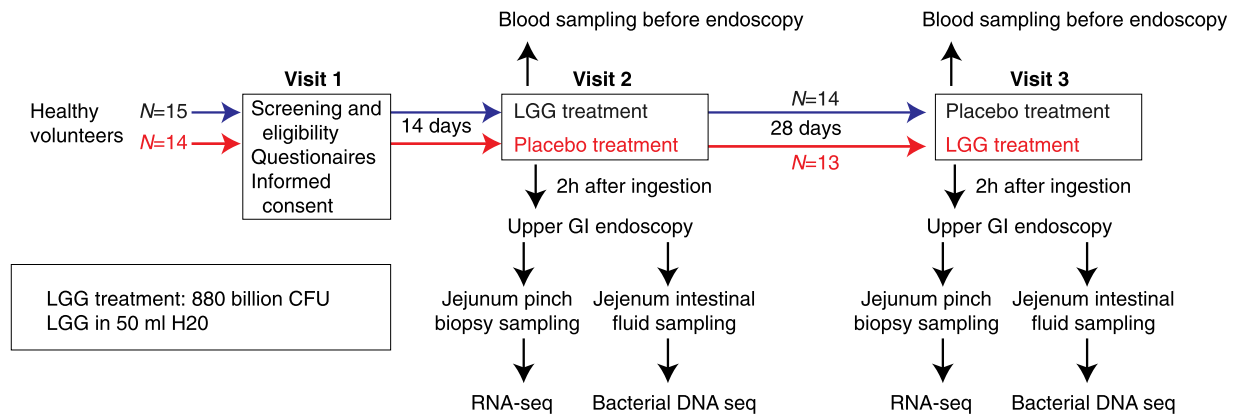 Blood sampling before endoscopy
Blood sampling before endoscopy
Visit 1
Visit 2
Visit 3
Healthy
volunteers
N=15
N=14
Screening and
eligibility
Questionaires
Informed
consent
14 days
LGG treatment
Placebo treatment
N=14
28 days
N=13
Placebo treatment
LGG treatment
2h after ingestion
2h after ingestion
Upper GI endoscopy
Upper GI endoscopy
LGG treatment: 880 billion CFU
LGG in 50 ml H20
Jejunum pinch
biopsy sampling
Jejenum intestinal
fluid sampling
Jejunum pinch
biopsy sampling
Jejenum intestinal
fluid sampling
RNA-seq
Bacterial DNA seq
RNA-seq
Bacterial DNA seq